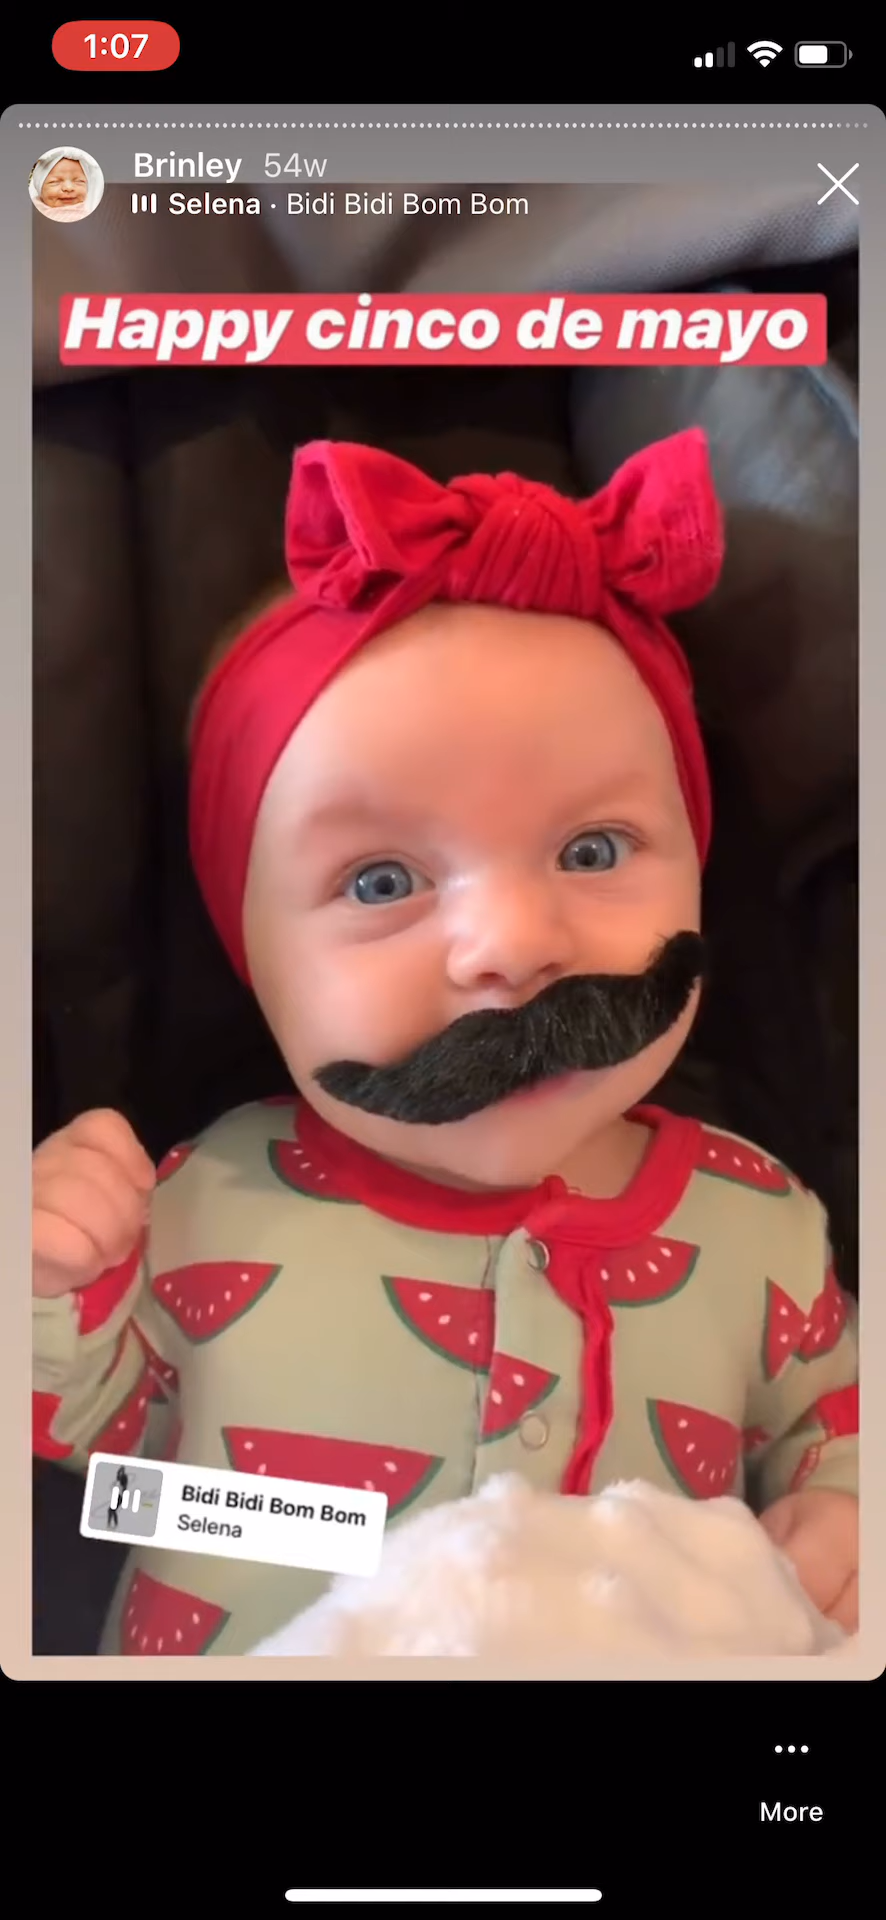 1:07
Brinley 54w
Selena · Bidi Bidi Bom Bom
Happy cinco de mayo
Bidi Bidi Bom Bom
Selena
More